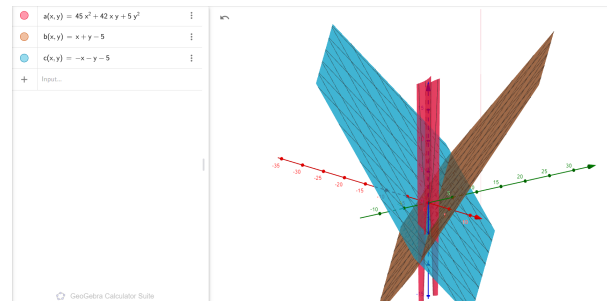 a(x, y) = 45 x² + 42 x y + 5 y²
b(x, y) = x + y − 5
c(x, y) = −x − y − 5
+ Input...
GeoGebra Calculator Suite
-35
-30
-25
-20
-15
-10
10
15
20
25
30